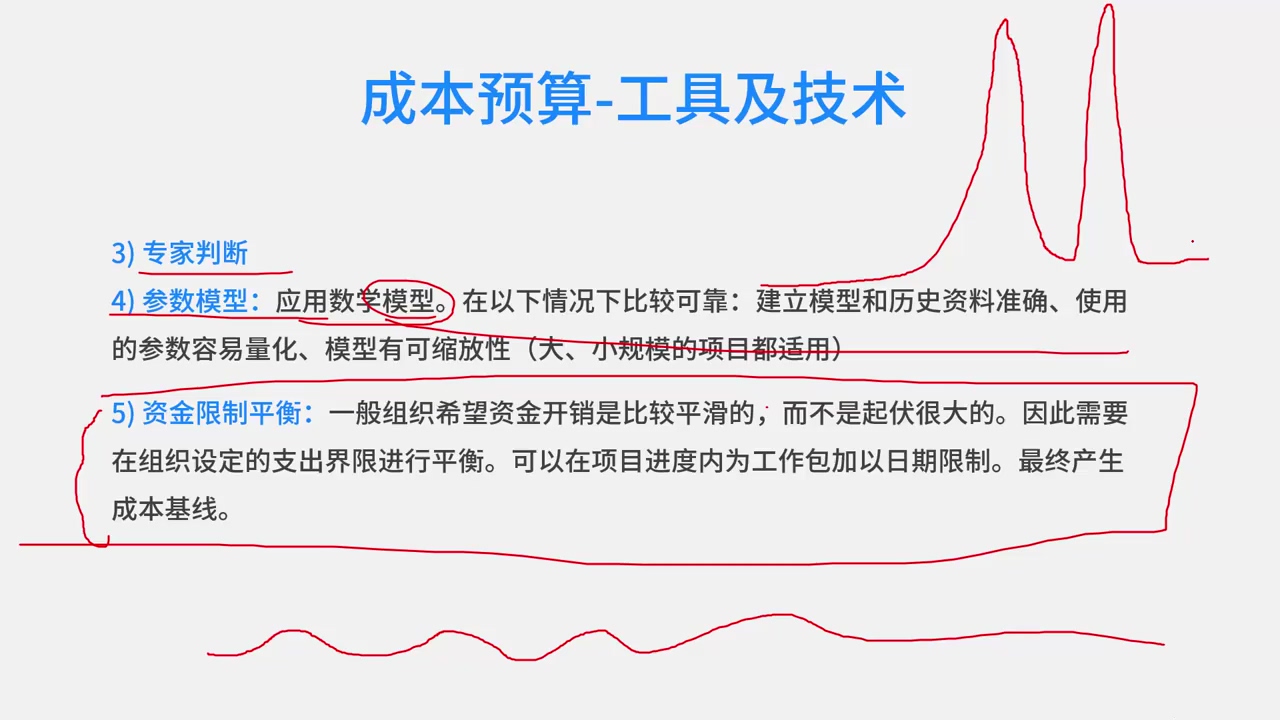 成本预算-工具及技术
3) 专家判断
4) 参数模型：应用数学模型。在以下情况下比较可靠：建立模型和历史资料准确、使用
的参数容易量化、模型有可缩放性（大、小规模的项目都适用）
5) 资金限制平衡：一般组织希望资金开销是比较平滑的，而不是起伏很大的。因此需要
在组织设定的支出界限进行平衡。可以在项目进度内为工作包加以日期限制。最终产生
成本基线。